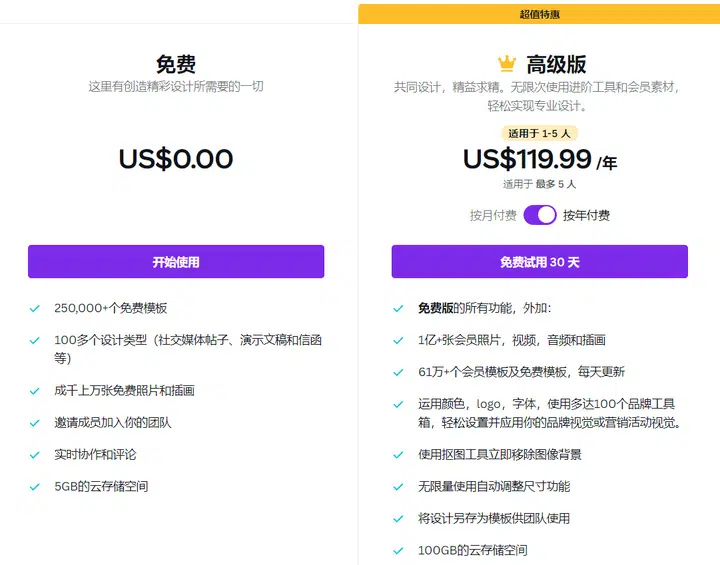 免费
这里有创造精彩设计所需要的一切
US$0.00
开始使用
250,000+个免费模板
100多个设计类型（社交媒体帖子、演示文稿和信函
等）
成千上万张免费照片和插画
邀请成员加入你的团队
实时协作和评论
5GB的云存储空间
超值特惠
高级版
共同设计，精益求精。无限次使用进阶工具和会员素材，
轻松实现专业设计。
适用于 1-5 人
US$119.99 /年
适用于 最多 5 人
按月付费 按年付费
免费试用 30 天
免费版的所有功能，外加：
1亿+张会员照片，视频，音频和插画
61万+个会员模板及免费模板，每天更新
运用颜色，logo，字体，使用多达100个品牌工具
箱，轻松设置并应用你的品牌视觉或营销活动视觉。
使用抠图工具立即移除图像背景
无限量使用自动调整尺寸功能
将设计另存为模板供团队使用
100GB的云存储空间